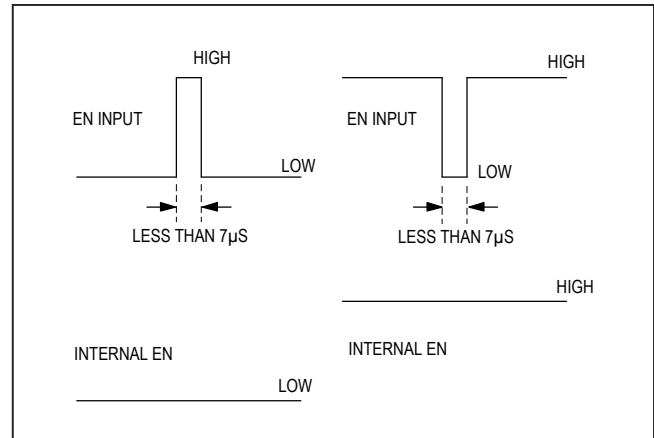 HIGH
EN INPUT
LOW
LESS THAN 7µS
INTERNAL EN
LOW
HIGH
EN INPUT
LOW
LESS THAN 7µS
HIGH
INTERNAL EN